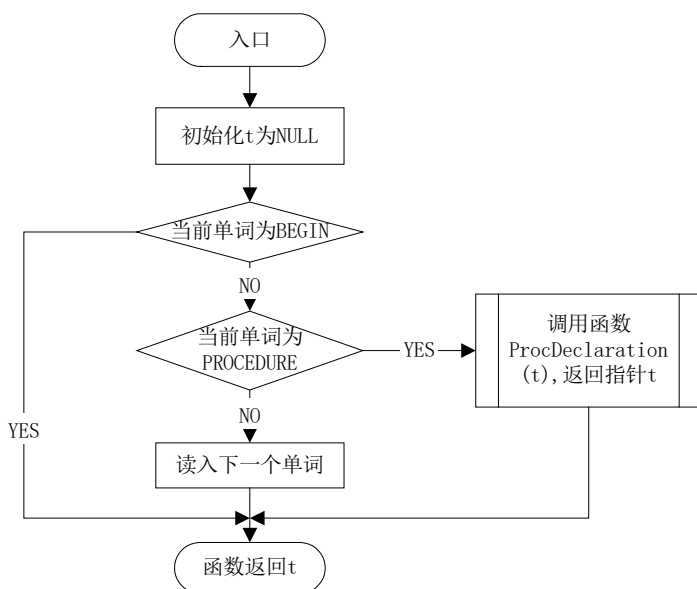 入口
初始化t为NULL
当前单词为BEGIN
NO
当前单词为
PROCEDURE
YES
调用函数
ProcDeclaration
(t),返回指针t
NO
YES
读入下一个单词
函数返回t